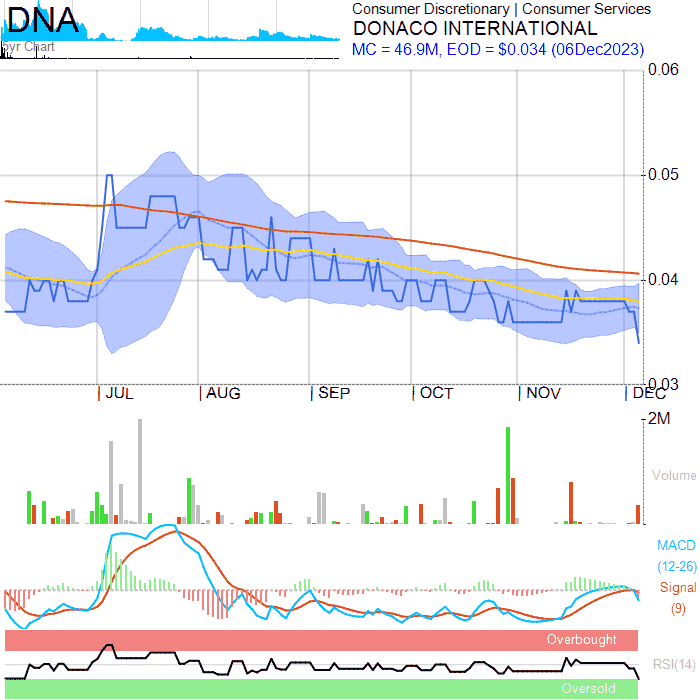 DNA
5yr Chart
Consumer Discretionary | Consumer Services
DONACO INTERNATIONAL
MC = 46.9M, EOD = $0.034 (06Dec2023)
0.06
0.05
0.04
0.03
JUL
AUG
SEP
OCT
NOV
DEC
2M
Volume
MACD
(12-26)
Signal
(9)
Overbought
RSI(14)
Oversold